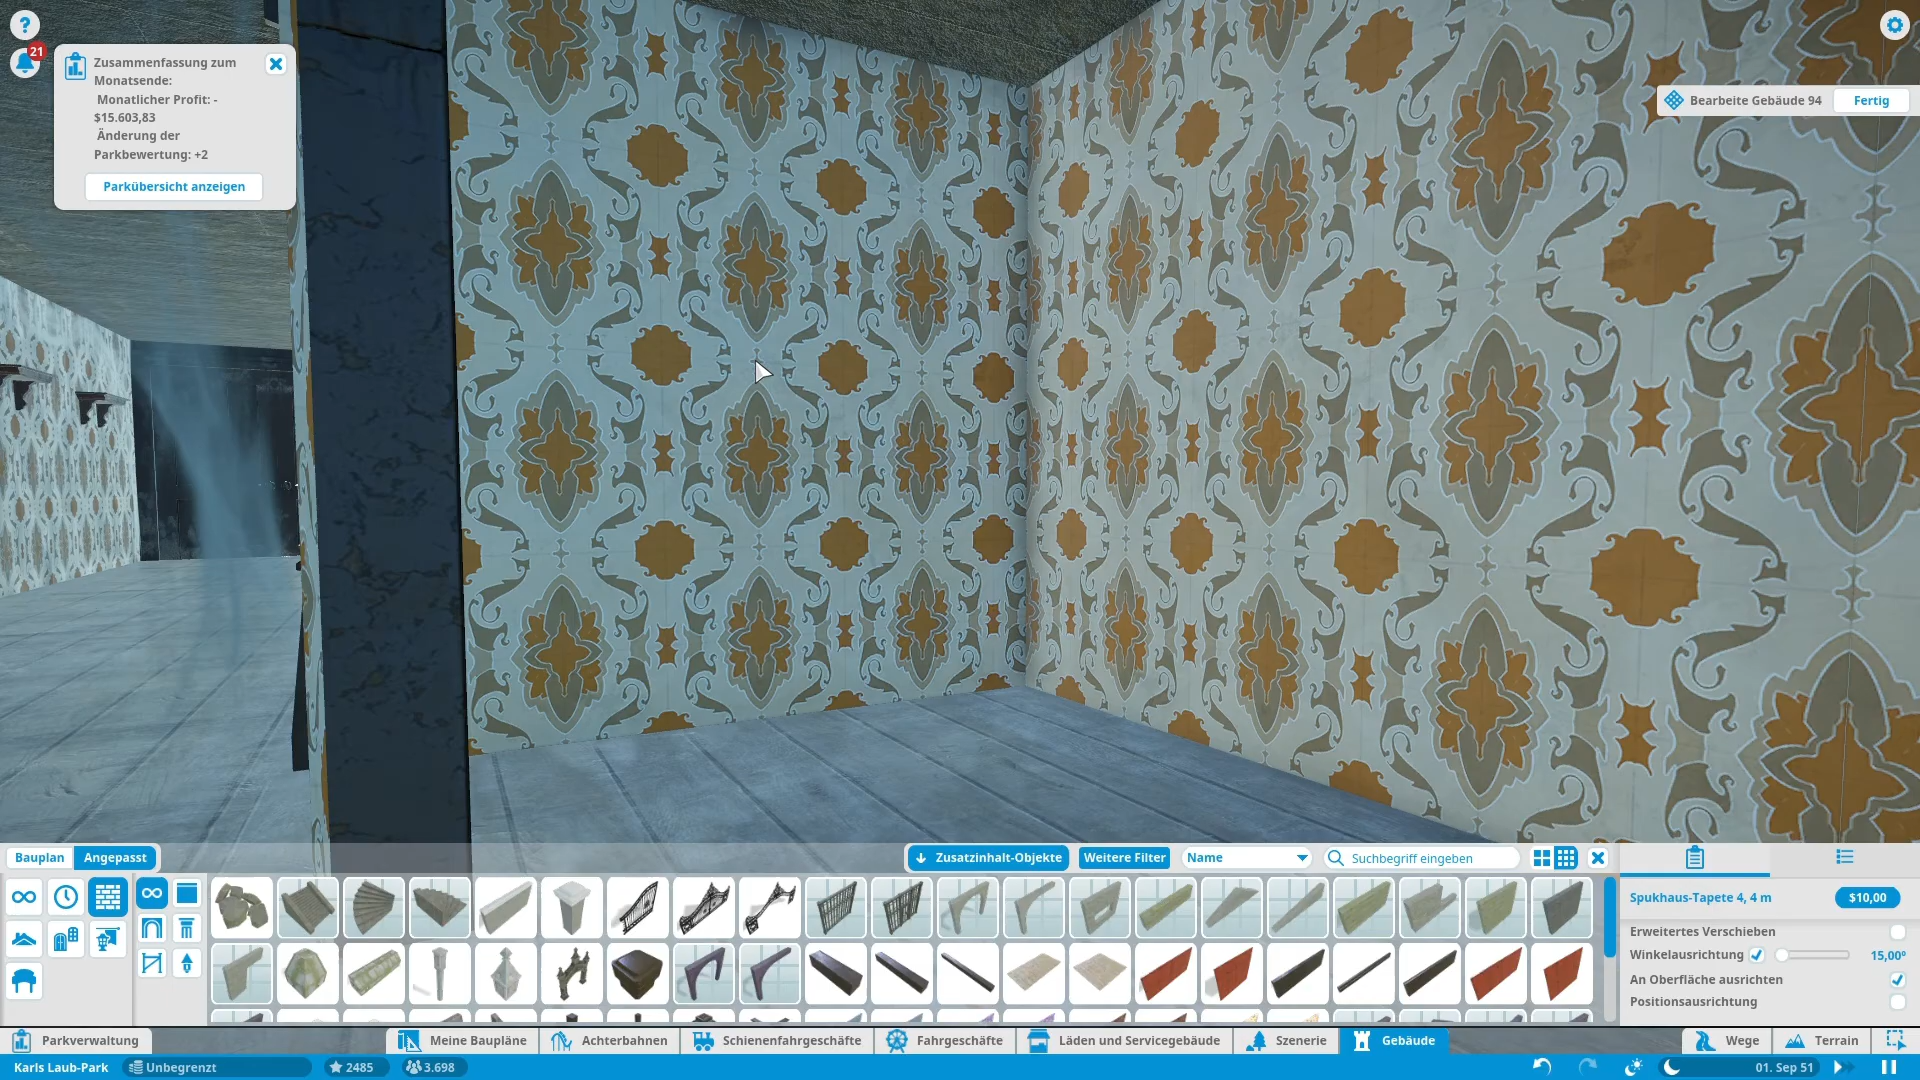 ?
21
Zusammenfassung zum
Monatsende:
Monatlicher Profit: -
$15.603,83
Änderung der
Parkbewertung: +2
Parkübersicht anzeigen
Bearbeite Gebäude 94
Fertig
Bauplan
Angepasst
Zusatzinhalt-Objekte
Weitere Filter
Name
Suchbegriff eingeben
Spukhaus-Tapete 4, 4 m
$10,00
Erweitertes Verschieben
Winkelausrichtung
15,00°
An Oberfläche ausrichten
Positionsausrichtung
Parkverwaltung
Meine Baupläne
Achterbahnen
Schienenfahrgeschäfte
Fahrgeschäfte
Läden und Servicegebäude
Szenerie
Gebäude
Wege
Terrain
Karls Laub-Park
Unbegrenzt
2485
3.698
01. Sep 51